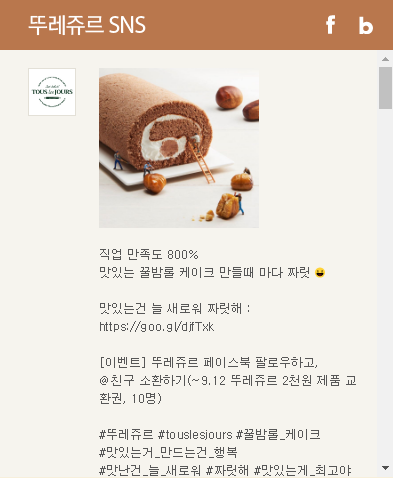 뚜레쥬르 SNS
f b
TOUS les JOURS
직업 만족도 800%
맛있는 꿀밤롤 케이크 만들때 마다 짜릿 😀
맛있는건 늘 새로워 짜릿해 :
https://goo.gl/djfTxk
[이벤트] 뚜레쥬르 페이스북 팔로우하고,
@친구 소환하기(~9.12 뚜레쥬르 2천원 제품 교
환권, 10명)
#뚜레쥬르 #touslesjours #꿀밤롤_케이크
#맛있는거_만드는건_행복
#맛난건_늘_새로워 #짜릿해 #맛있는게_최고야